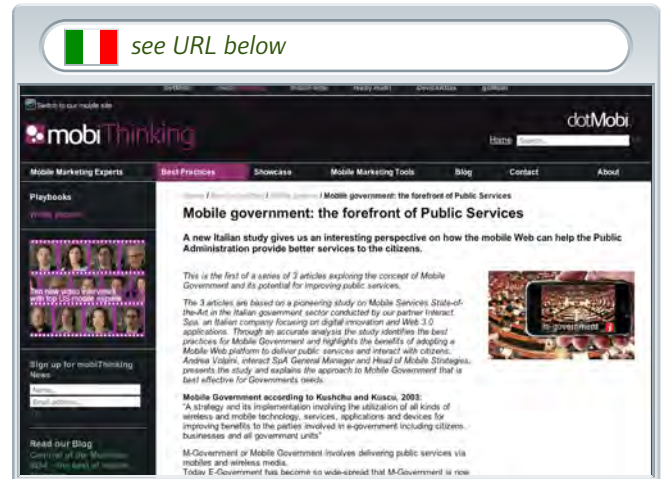 see URL below
Switch to our mobile site
dotMobi
mobiThinking
Home Search...
Mobile Marketing Experts Best Practices Showcase Mobile Marketing Tools Blog Contact About
Playbooks
/ Mobile government: the forefront of Public Services
Mobile government: the forefront of Public Services
A new Italian study gives us an interesting perspective on how the mobile Web can help the Public
Administration provide better services to the citizens.
This is the first of a series of 3 articles exploring the concept of Mobile
Government and its potential for improving public services.
The 3 articles are based on a pioneering study on Mobile Services State-of-
the-Art in the Italian government sector conducted by our partner Interact
Spa, an Italian company focusing on digital innovation and Web 3.0
applications. Through an accurate analysis the study identifies the best
practices for Mobile Government and highlights the benefits of adopting a
Mobile Web platform to deliver public services and interact with citizens.
Andrea Volpini, interact SpA General Manager and Head of Mobile Strategies,
presents the study and explains the approach to Mobile Government that is
best effective for Governments needs.
m-government i
Ten new video interviews
with top US mobile experts
Sign up for mobiThinking
News
Name...
Email address...
Mobile Government according to Kushchu and Kuscu, 2003:
"A strategy and its implementation involving the utilization of all kinds of
wireless and mobile technology, services, applications and devices for
improving benefits to the parties involved in e-government including citizens,
businesses and all government units"
Read our Blog
M-Government or Mobile Government involves delivering public services via
mobiles and wireless media.
Today E-Government has become so wide-spread that M-Government is now